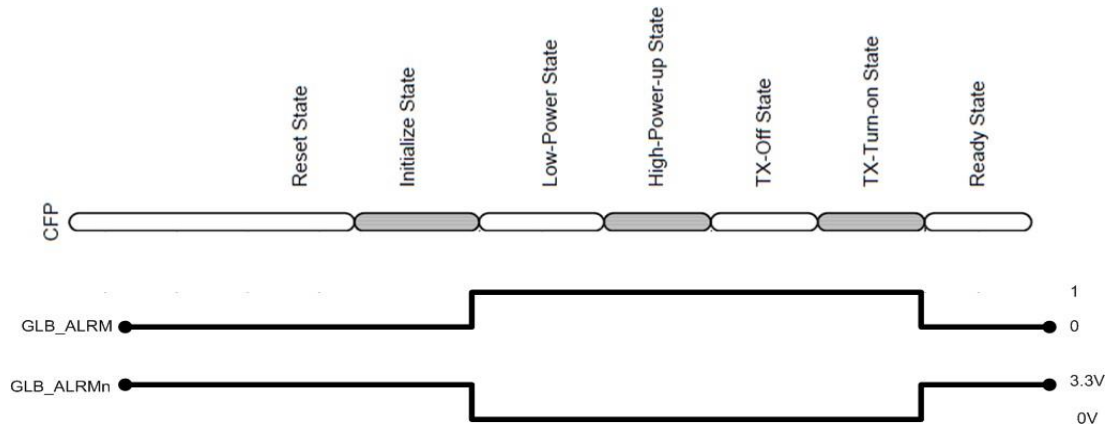 Reset State
Initialize State
Low-Power State
High-Power-up State
TX-Off State
TX-Turn-on State
Ready State
CFP
GLB_ALRM
1
0
GLB_ALRMn
3.3V
0V